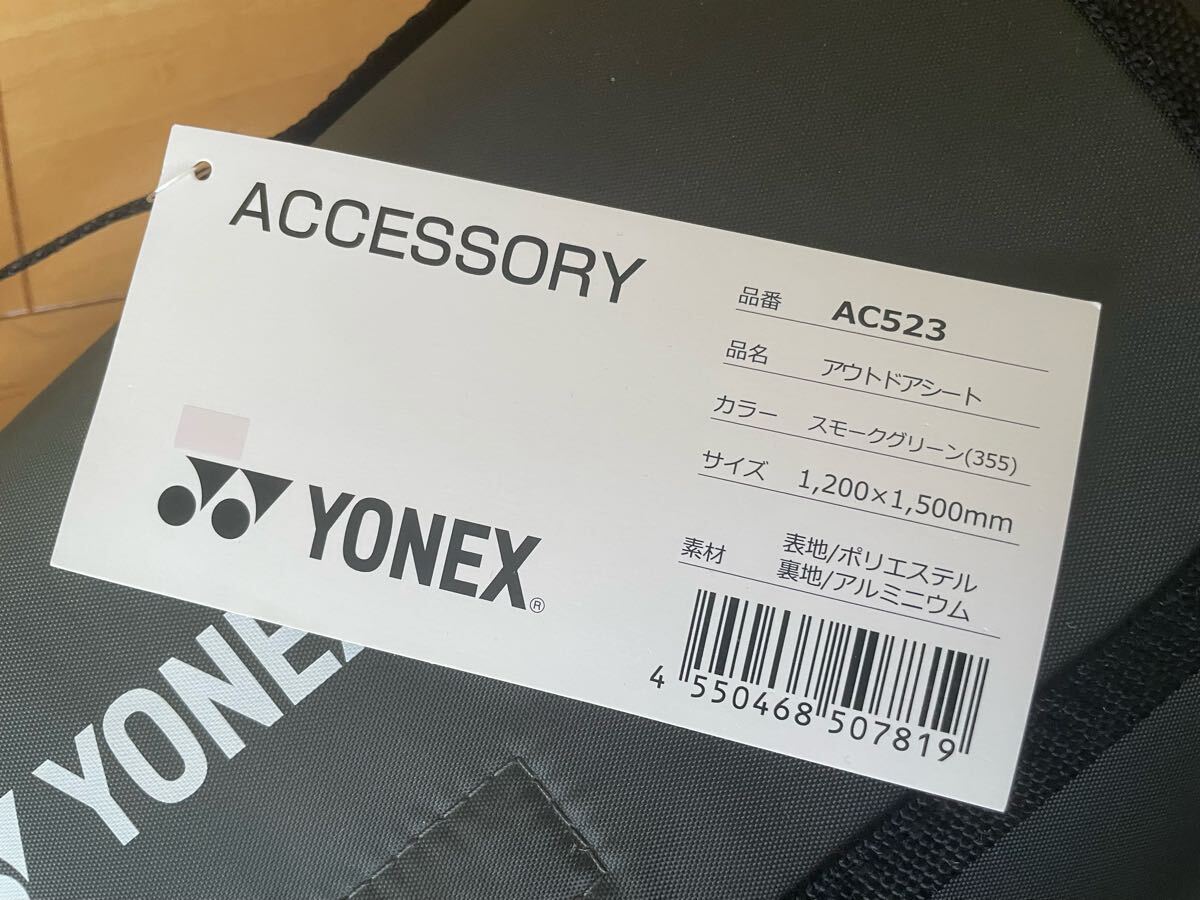 ACCESSORY
品番 AC523
品名 アウトドアシート
カラー スモークグリーン(355)
サイズ 1,200×1,500mm
素材 表地/ポリエステル
裏地/アルミニウム
YONEX®
4 550468 507819
YONEX